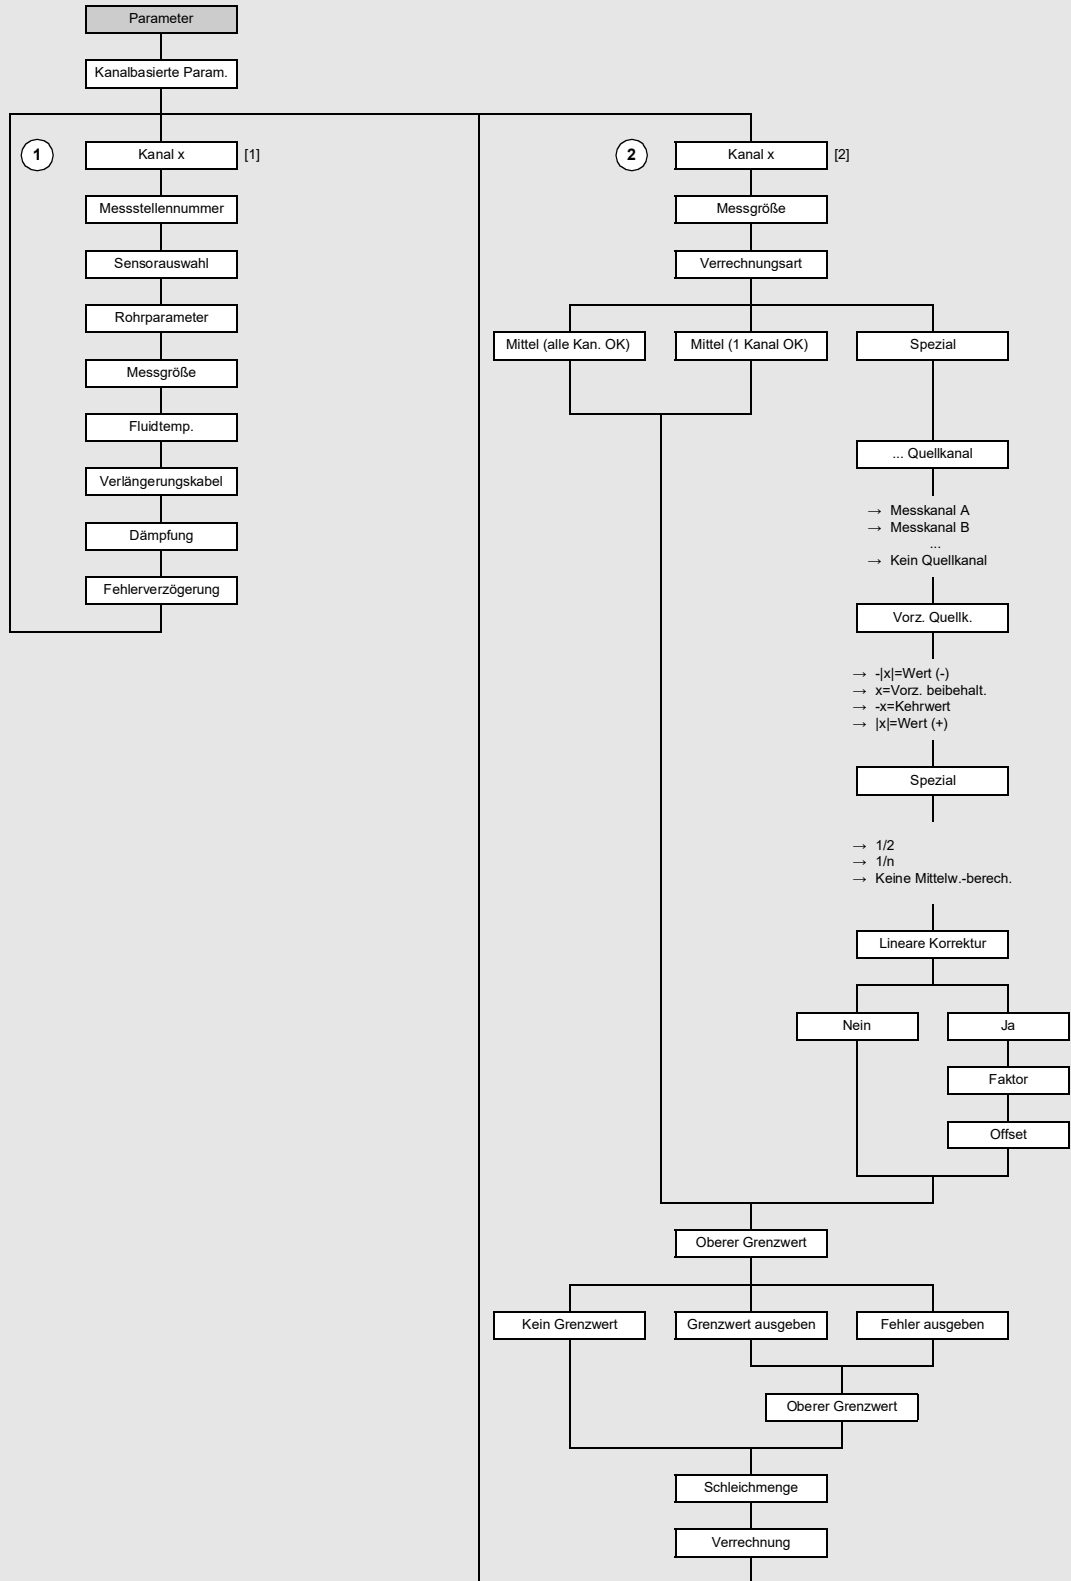 Parameter
Kanalbasierte Param.
1
Kanal x
[1]
Messstellennummer
Sensorauswahl
Rohrparameter
Messgröße
Fluidtemp.
Verlängerungskabel
Dämpfung
Fehlerverzögerung
2
Kanal x
[2]
Messgröße
Verrechnungsart
Mittel (alle Kan. OK)
Mittel (1 Kanal OK)
Spezial
... Quellkanal
→ Messkanal A
→ Messkanal B
...
→ Kein Quellkanal
Vorz. Quellk.
→ -|x|=Wert (-)
→ x=Vorz. beibehalt.
→ -x=Kehrwert
→ |x|=Wert (+)
Spezial
→ 1/2
→ 1/n
→ Keine Mittelw.-berech.
Lineare Korrektur
Nein
Ja
Faktor
Offset
Oberer Grenzwert
Kein Grenzwert
Grenzwert ausgeben
Fehler ausgeben
Oberer Grenzwert
Schleichmenge
Verrechnung